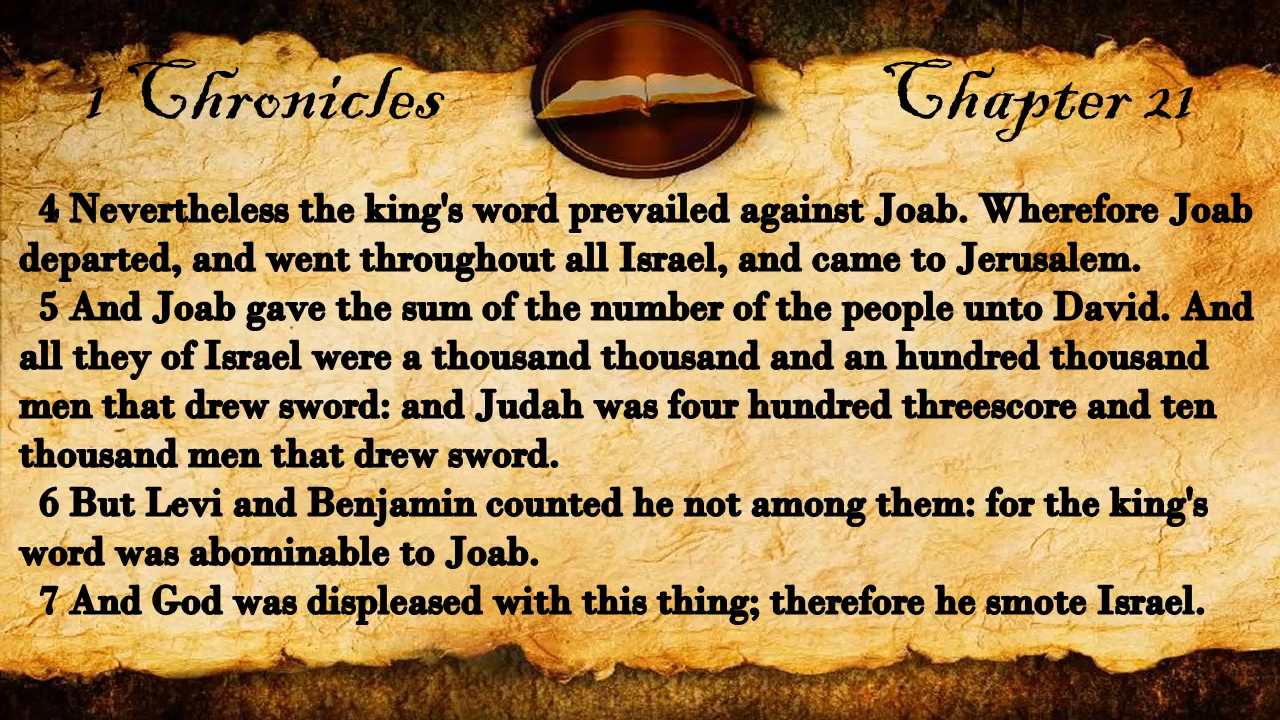 1 Chronicles
Chapter 21
4 Nevertheless the king's word prevailed against Joab. Wherefore Joab
departed, and went throughout all Israel, and came to Jerusalem.
5 And Joab gave the sum of the number of the people unto David. And
all they of Israel were a thousand thousand and an hundred thousand
men that drew sword: and Judah was four hundred threescore and ten
thousand men that drew sword.
6 But Levi and Benjamin counted he not among them: for the king's
word was abominable to Joab.
7 And God was displeased with this thing; therefore he smote Israel.